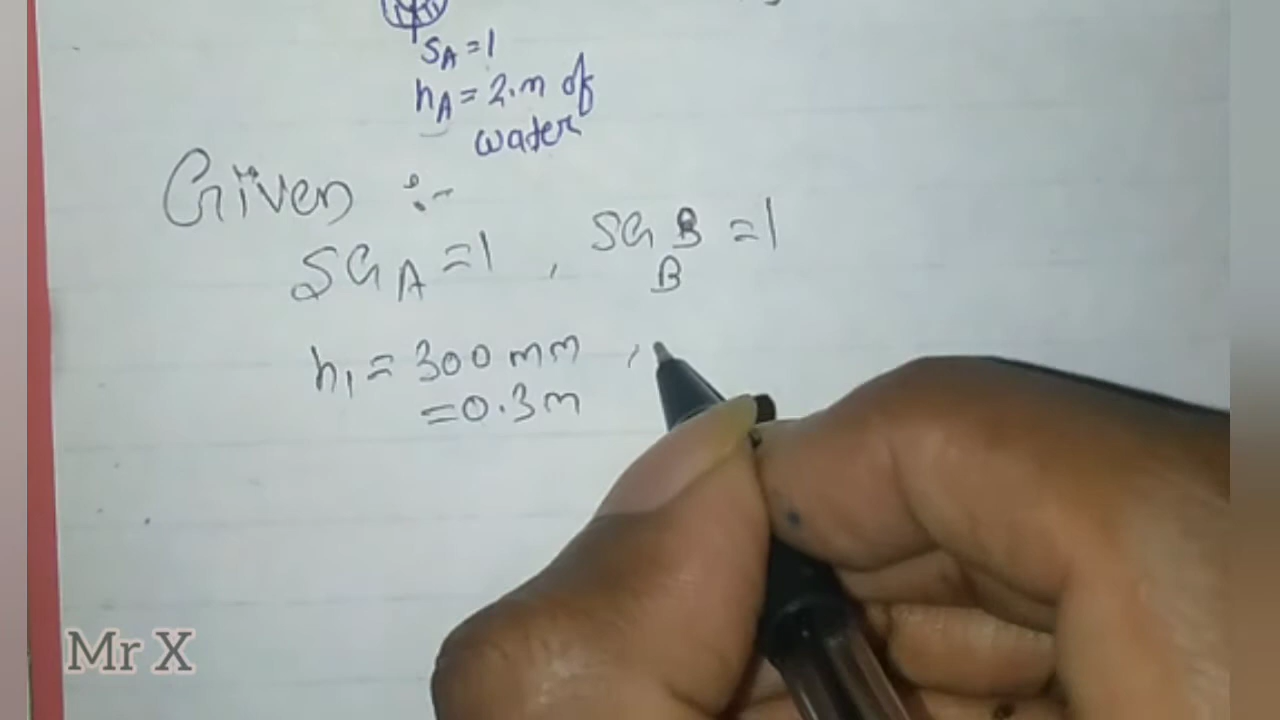 S_A = 1
h_A = 2.m of
water
Given :-
SG_A = 1 , SG_B = 1
B
h_1 = 300 mm ,
= 0.3 m
Mr X